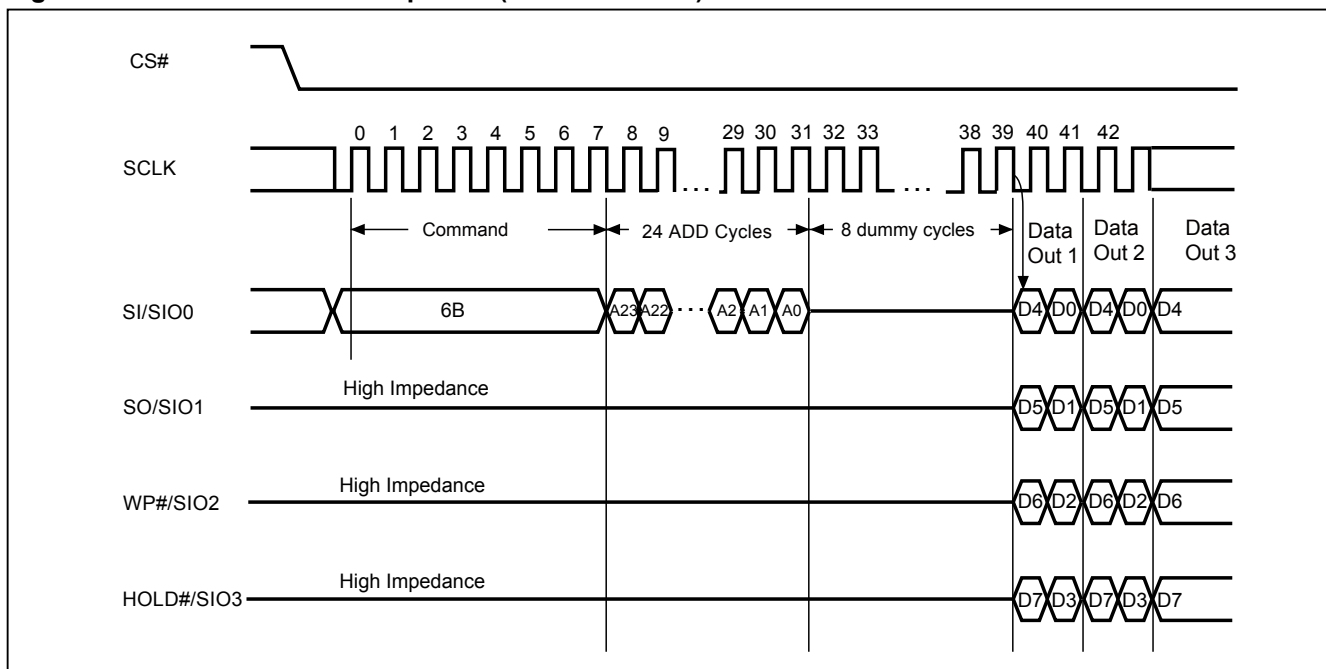 CS#
0 1 2 3 4 5 6 7 8 9 29 30 31 32 33 38 39 40 41 42
SCLK
... ...
Command 24 ADD Cycles 8 dummy cycles
Data Out 1
Data Out 2
Data Out 3
SI/SIO0 6B A23 A22 ... A2 A1 A0 D4 D0 D4 D0 D4
High Impedance
SO/SIO1 D5 D1 D5 D1 D5
High Impedance
WP#/SIO2 D6 D2 D6 D2 D6
High Impedance
HOLD#/SIO3 D7 D3 D7 D3 D7